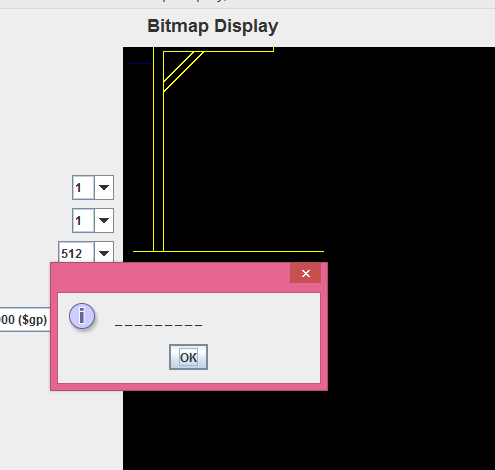 Bitmap Display
1
1
512
00 ($gp)
_ _ _ _ _ _ _ _ _
OK